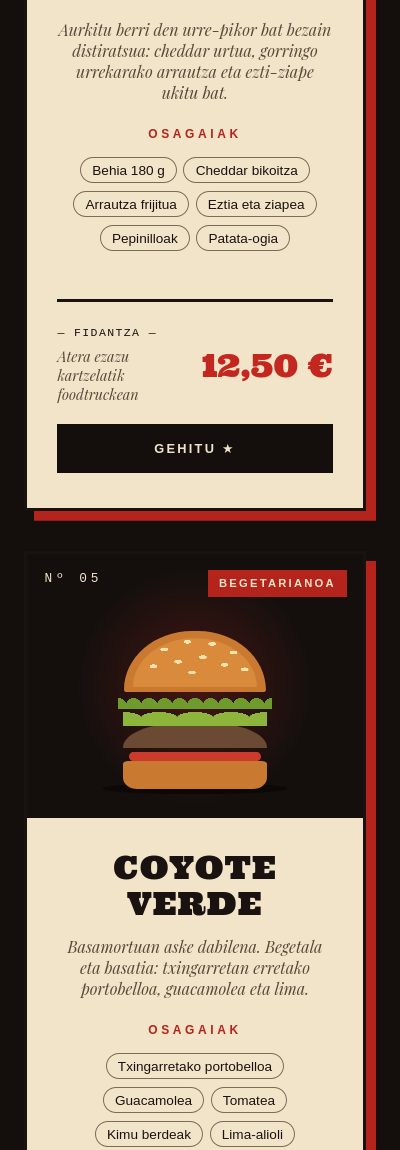 Aurkitu berri den urre-pikor bat bezain
distiratsua: cheddar urtua, gorringo
urrekarako arrautza eta ezti-ziape
ukitu bat.
OSAGAIAK
Behia 180 g
Cheddar bikoitza
Arrautza frijitua
Eztia eta ziapea
Pepinilloak
Patata-ogia
— FIDANTZA —
Atera ezazu
kartzelatik
foodtruckean
12,50 €
GEHITU ★
Nº 05
BEGETARIANOA
COYOTE
VERDE
Basamortuan aske dabilena. Begetala
eta basatia: txingarretan erretako
portobelloa, guacamolea eta lima.
OSAGAIAK
Txingarretako portobelloa
Guacamolea
Tomatea
Kimu berdeak
Lima-alioli